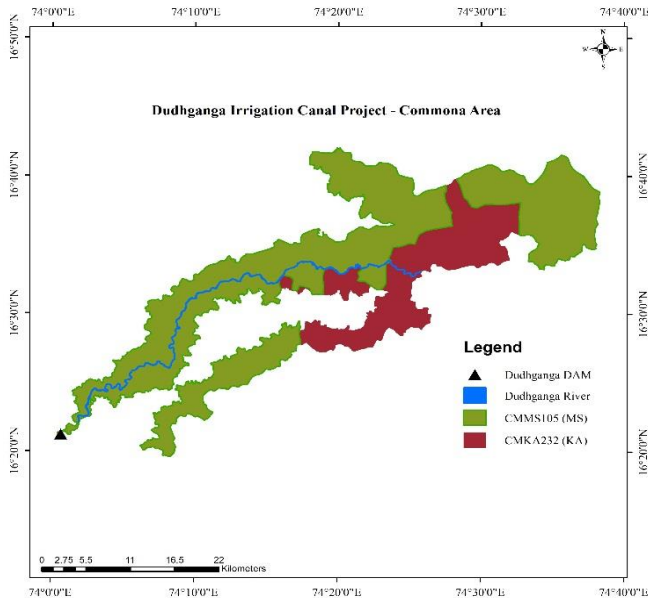 74°0'0"E 74°10'0"E 74°20'0"E 74°30'0"E 74°40'0"E
16°50'0"N
16°50'0"N
N
W E
S
Dudhganga Irrigation Canal Project - Commona Area
16°40'0"N
16°40'0"N
16°30'0"N
16°30'0"N
Legend
Dudhganga DAM
Dudhganga River
CMMS105 (MS)
CMKA232 (KA)
16°20'0"N
16°20'0"N
0 2.75 5.5 11 16.5 22
Kilometers
74°0'0"E 74°10'0"E 74°20'0"E 74°30'0"E 74°40'0"E